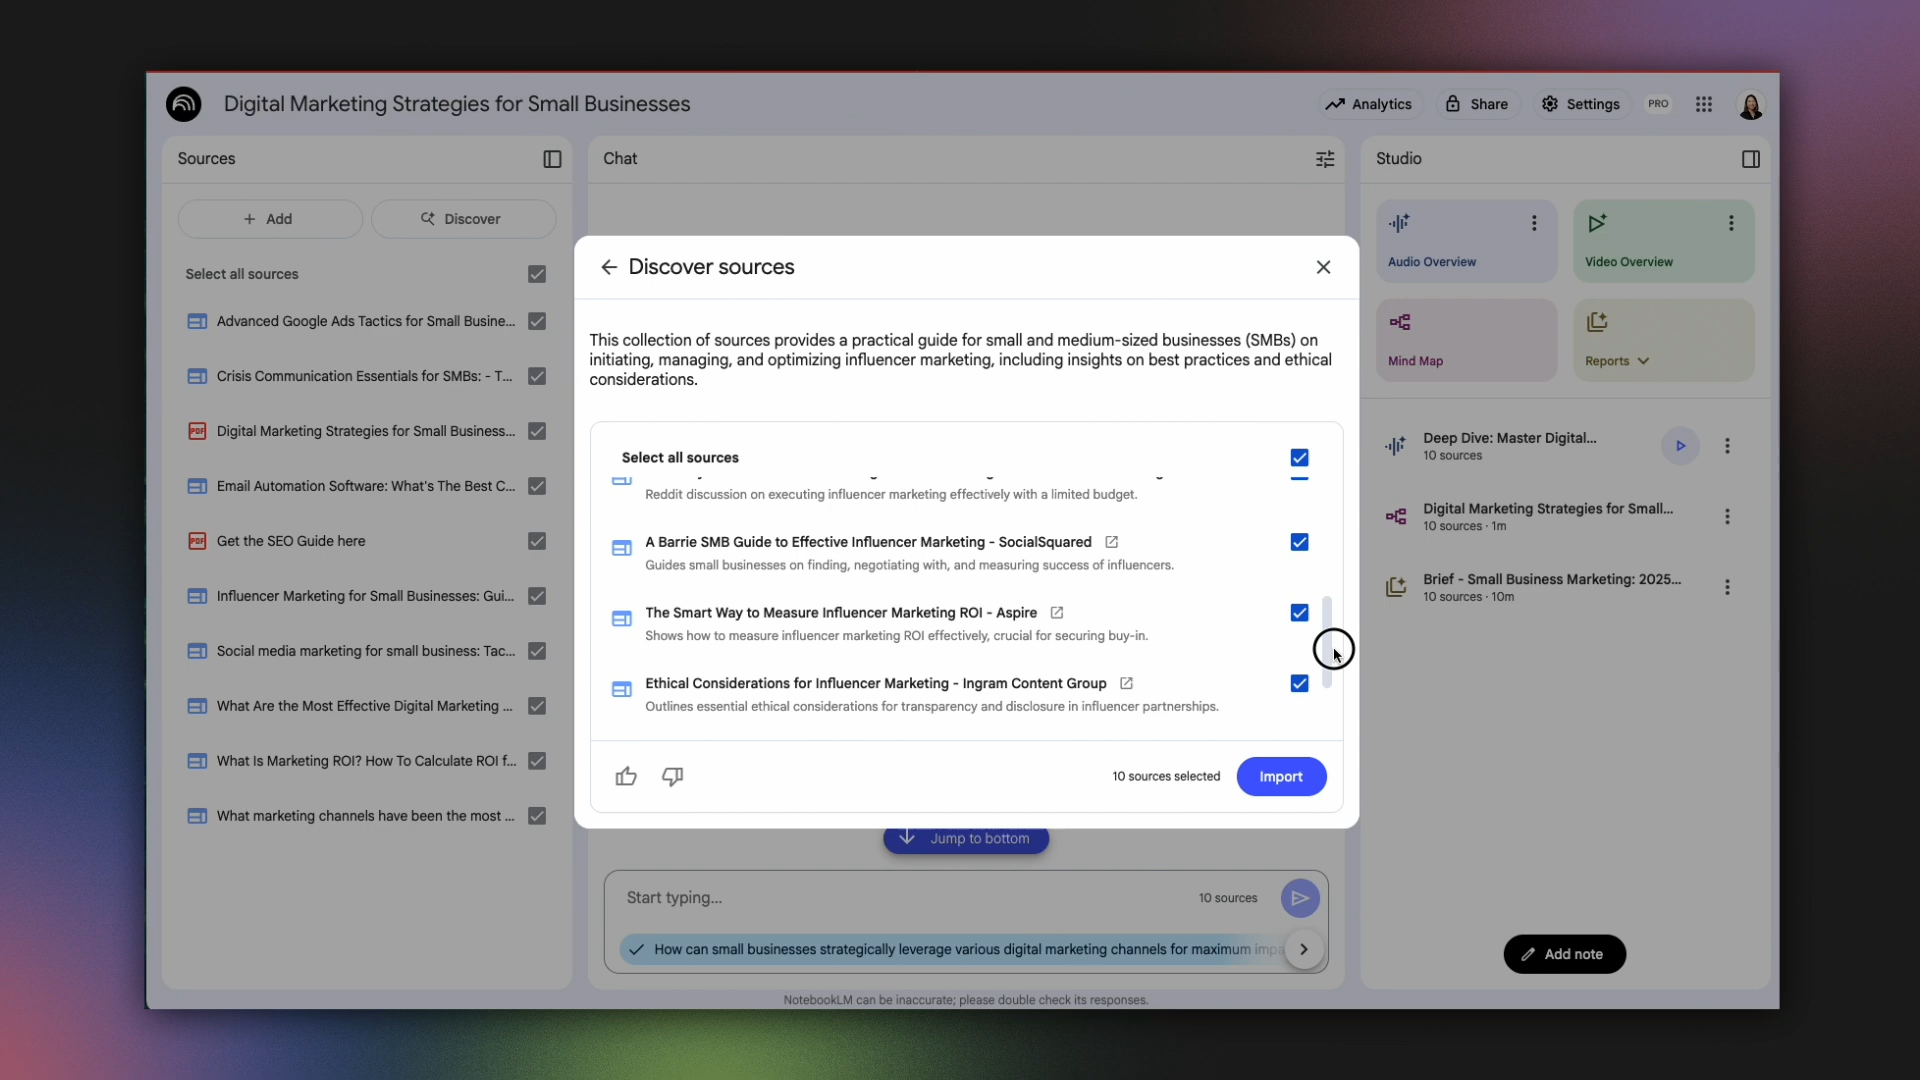 Digital Marketing Strategies for Small Businesses
Analytics
Share
Settings
PRO
Sources
Add
Discover
Select all sources
Advanced Google Ads Tactics for Small Busine...
Crisis Communication Essentials for SMBs: - T...
PDF
Digital Marketing Strategies for Small Business...
Email Automation Software: What's The Best C...
PDF
Get the SEO Guide here
Influencer Marketing for Small Businesses: Gui...
Social media marketing for small business: Tac...
What Are the Most Effective Digital Marketing ...
What Is Marketing ROI? How To Calculate ROI f...
What marketing channels have been the most ...
Chat
Discover sources
This collection of sources provides a practical guide for small and medium-sized businesses (SMBs) on
initiating, managing, and optimizing influencer marketing, including insights on best practices and ethical
considerations.
Select all sources
Reddit discussion on executing influencer marketing effectively with a limited budget.
A Barrie SMB Guide to Effective Influencer Marketing - SocialSquared
Guides small businesses on finding, negotiating with, and measuring success of influencers.
The Smart Way to Measure Influencer Marketing ROI - Aspire
Shows how to measure influencer marketing ROI effectively, crucial for securing buy-in.
Ethical Considerations for Influencer Marketing - Ingram Content Group
Outlines essential ethical considerations for transparency and disclosure in influencer partnerships.
10 sources selected
Import
Jump to bottom
Start typing...
10 sources
How can small businesses strategically leverage various digital marketing channels for maximum impa
NotebookLM can be inaccurate; please double check its responses.
Studio
Audio Overview
Video Overview
Mind Map
Reports
Deep Dive: Master Digital...
10 sources
Digital Marketing Strategies for Small...
10 sources · 1m
Brief - Small Business Marketing: 2025...
10 sources · 10m
Add note